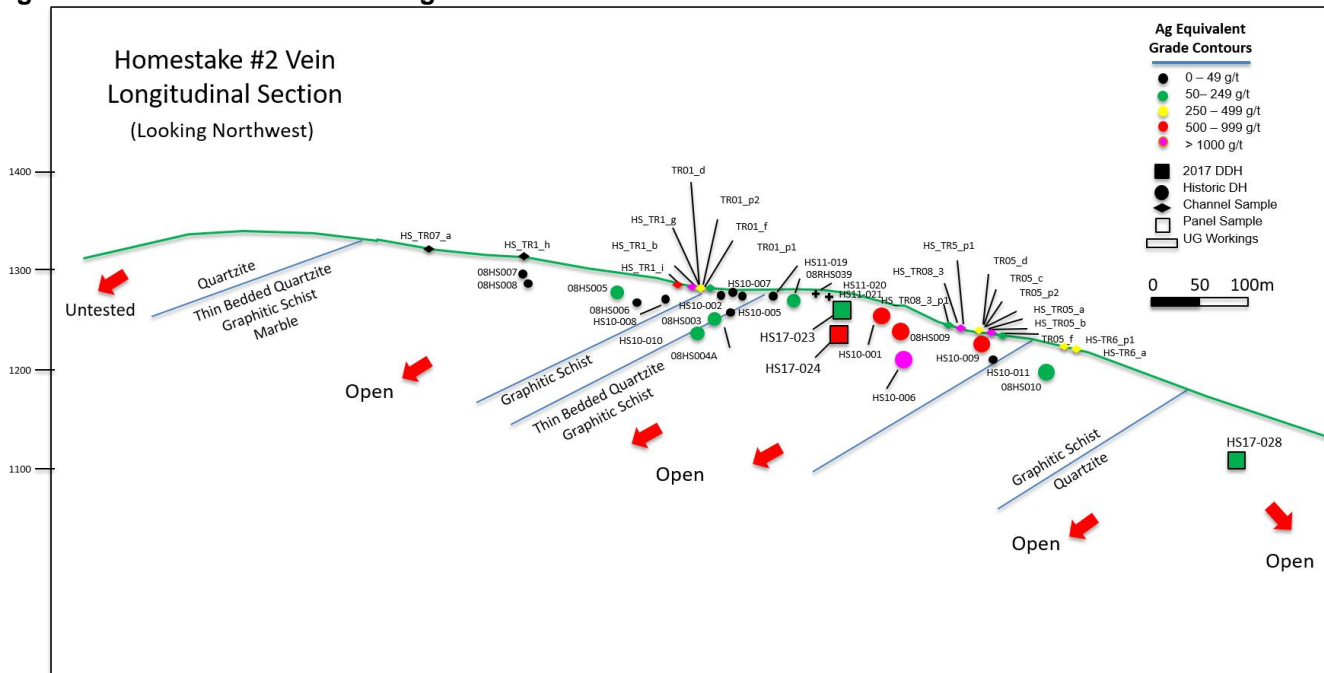 Homestake #2 Vein
Longitudinal Section
(Looking Northwest)
Ag Equivalent
Grade Contours
0 – 49 g/t
50– 249 g/t
250 – 499 g/t
500 – 999 g/t
> 1000 g/t
2017 DDH
Historic DH
Channel Sample
Panel Sample
UG Workings
0 50 100m
1400
1300
1200
1100
TR01_d
TR01_p2
HS_TR1_g
TR01_f
HS_TR07_a
HS_TR1_h
HS_TR1_b
TR01_p1
HS_TR1_i
HS11-019
08RHS039
HS11-020
HS11-021
HS_TR5_p1
HS_TR08_3
TR05_d
TR05_c
TR05_p2
HS_TR05_a
HS_TR05_b
TR05_f
HS-TR6_p1
HS-TR6_a
HS_TR08_3_p1
08HS007
08HS008
08HS005
08HS006
HS10-008
HS10-007
HS10-002
HS10-005
08HS003
HS10-010
08HS004A
HS17-023
HS17-024
HS10-001
08HS009
HS10-006
HS10-009
HS10-011
08HS010
HS17-028
Quartzite
Thin Bedded Quartzite
Graphitic Schist
Marble
Graphitic Schist
Thin Bedded Quartzite
Graphitic Schist
Graphitic Schist
Quartzite
Untested
Open
Open
Open
Open